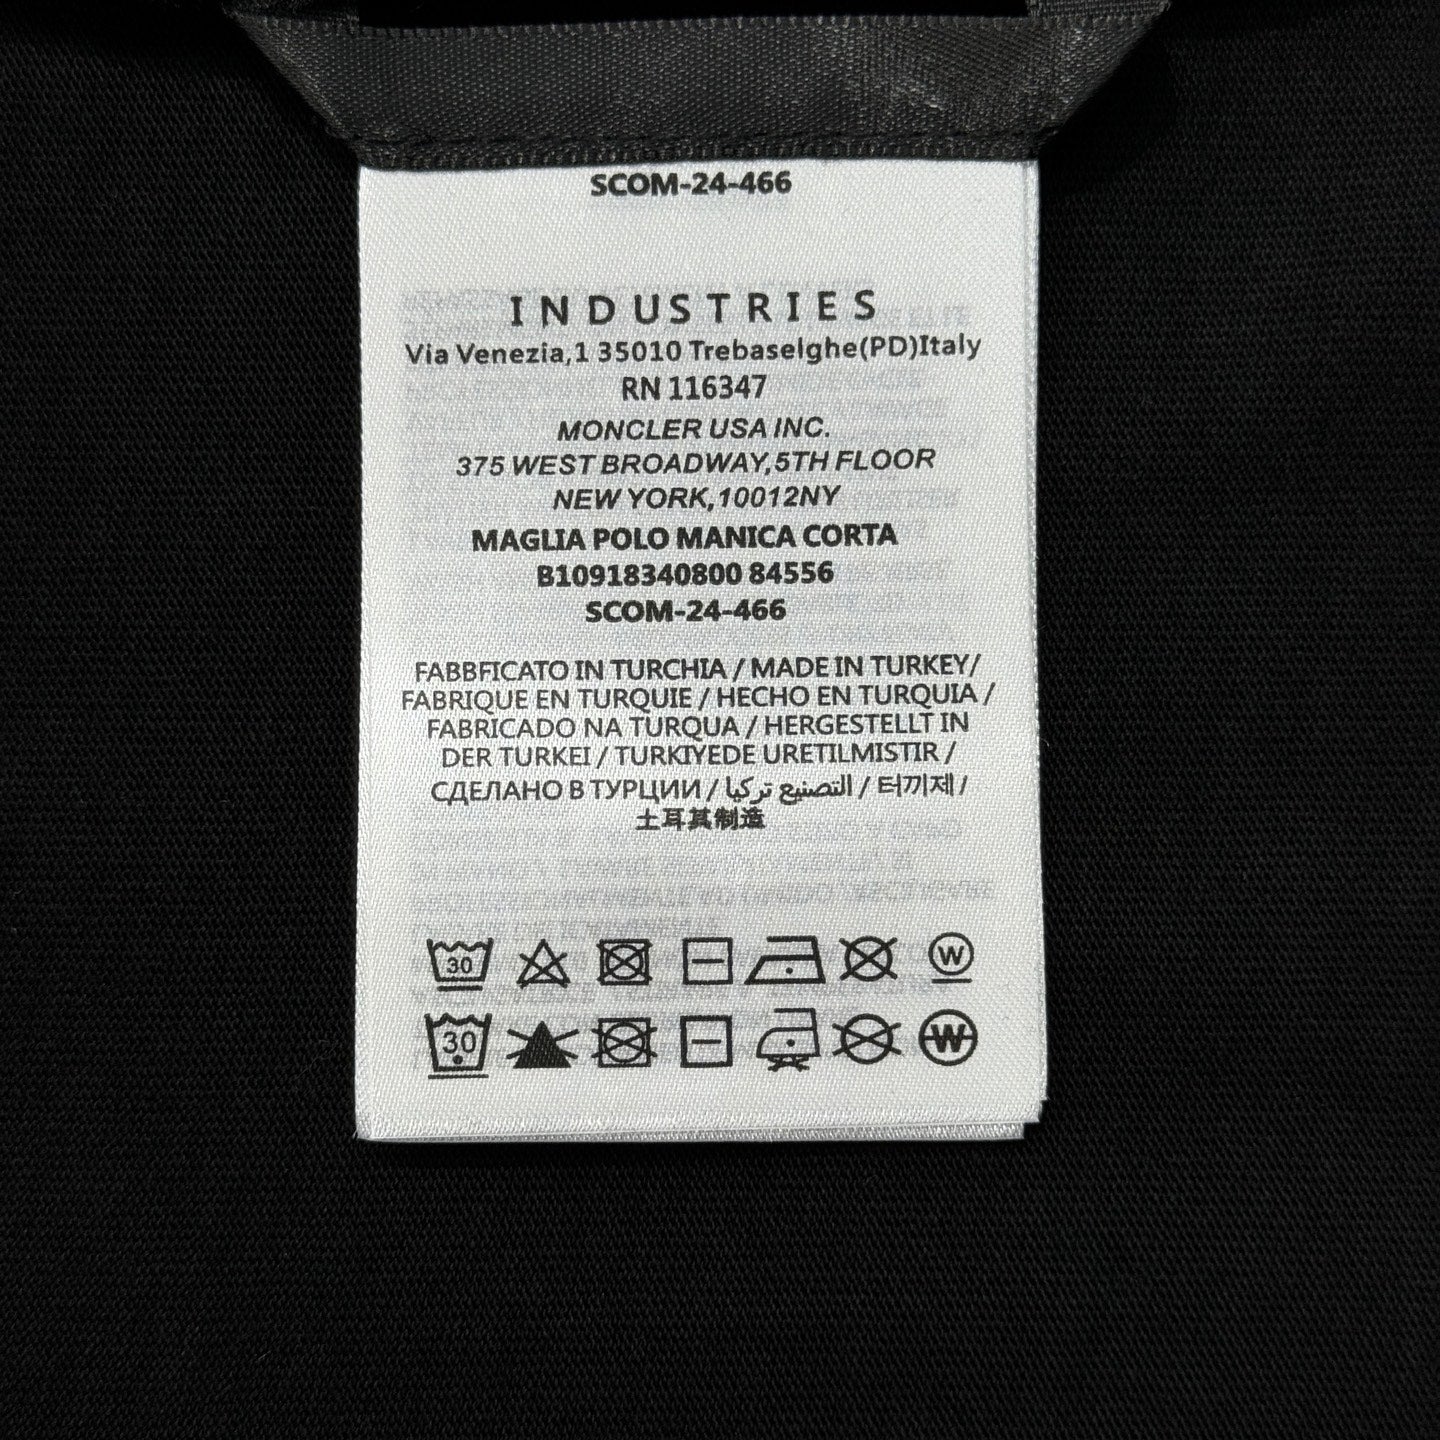 SCOM-24-466
INDUSTRIES
Via Venezia,1 35010 Trebaselghe(PD)Italy
RN 116347
MONCLER USA INC.
375 WEST BROADWAY,5TH FLOOR
NEW YORK,10012NY
MAGLIA POLO MANICA CORTA
B10918340800 84556
SCOM-24-466
FABBFICATO IN TURCHIA / MADE IN TURKEY/
FABRIQUE EN TURQUIE / HECHO EN TURQUIA /
FABRICADO NA TURQUA / HERGESTELLT IN
DER TURKEI / TURKIYEDE URETILMISTIR /
СДЕЛАНО В ТУРЦИИ / التصنيع تركيا / 터끼제 /
土耳其制造
30 W
30 W